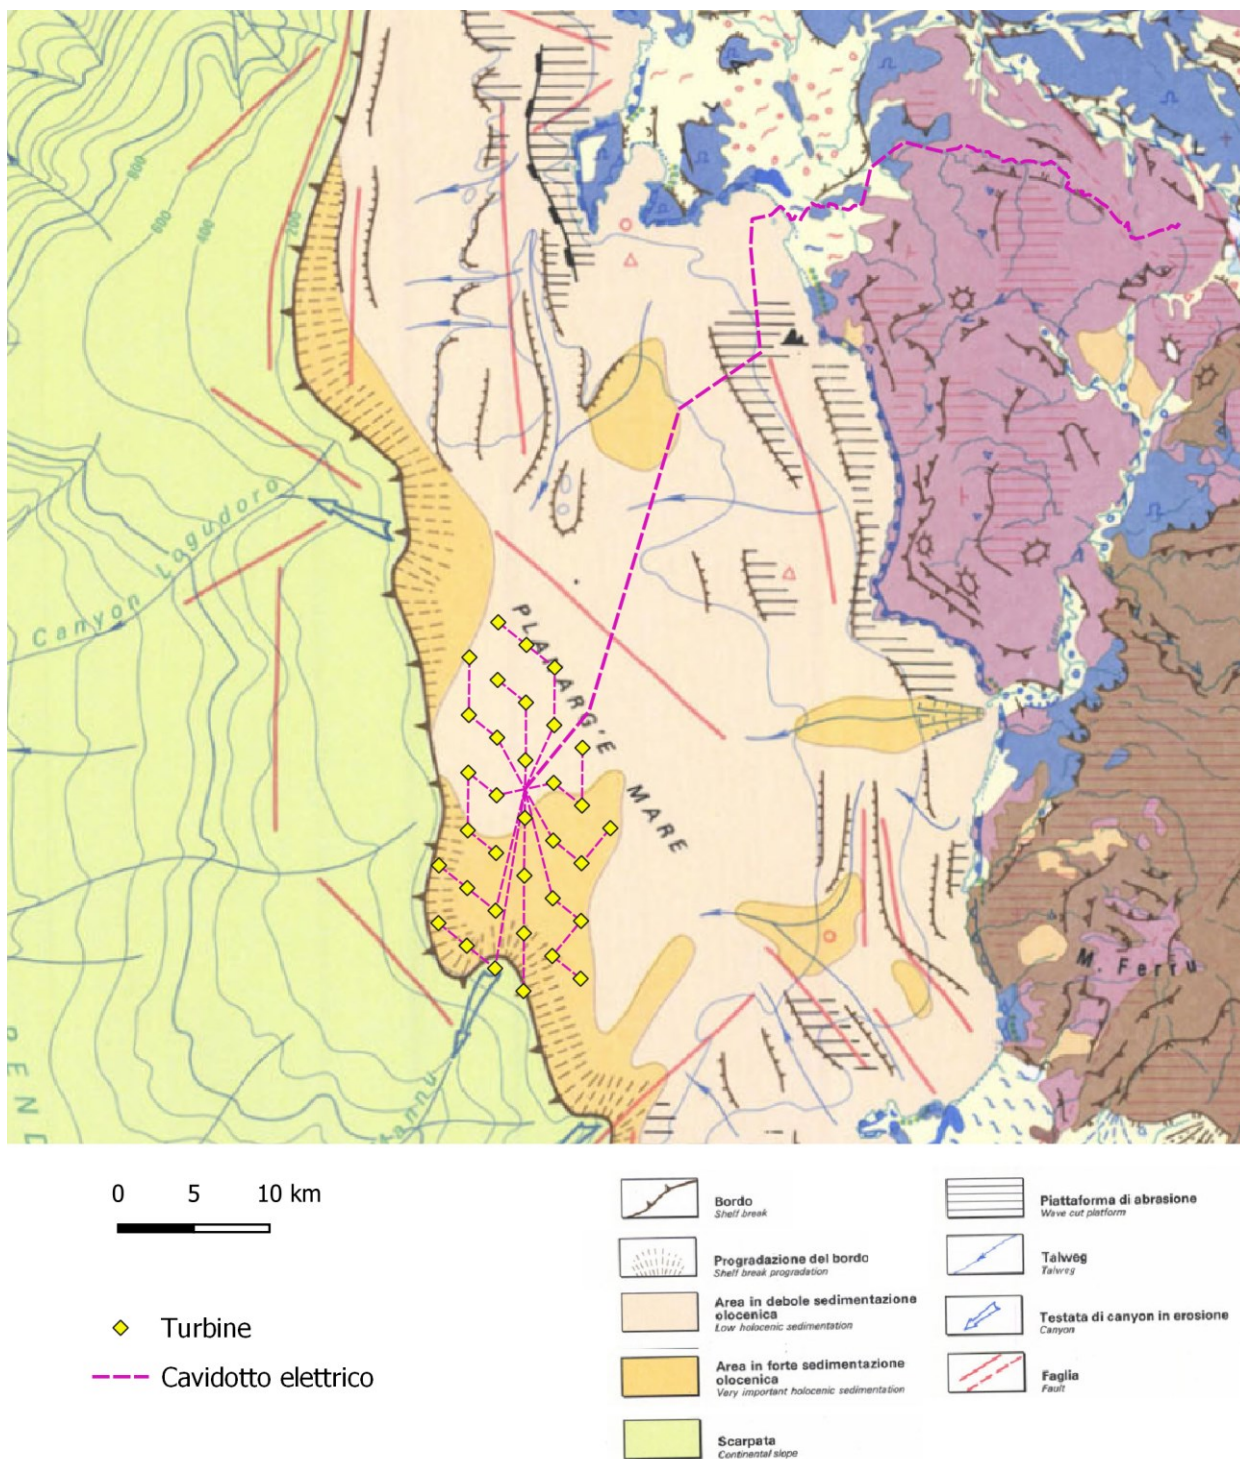 800
600
400
200
Canyon Logudoro
PLANARG'E MARE
M. Ferru
0 5 10 km
Turbine
Cavidotto elettrico
Bordo
Shelf break
Progradazione del bordo
Shelf break progradation
Area in debole sedimentazione
olocenica
Low holocenic sedimentation
Area in forte sedimentazione
olocenica
Very important holocenic sedimentation
Scarpata
Continental slope
Piattaforma di abrasione
Wave cut platform
Talweg
Talweg
Testata di canyon in erosione
Canyon
Faglia
Fault